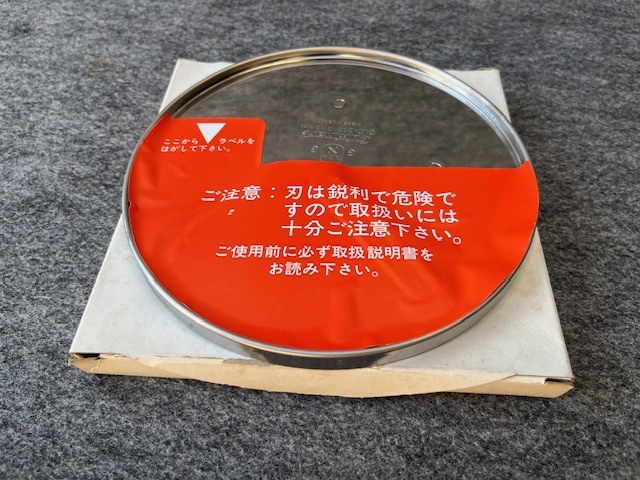 ここから ラベルを
はがして下さい。
ご注意：刃は鋭利で危険で
すので取扱いには
十分ご注意下さい。
ご使用前に必ず取扱説明書を
お読み下さい。